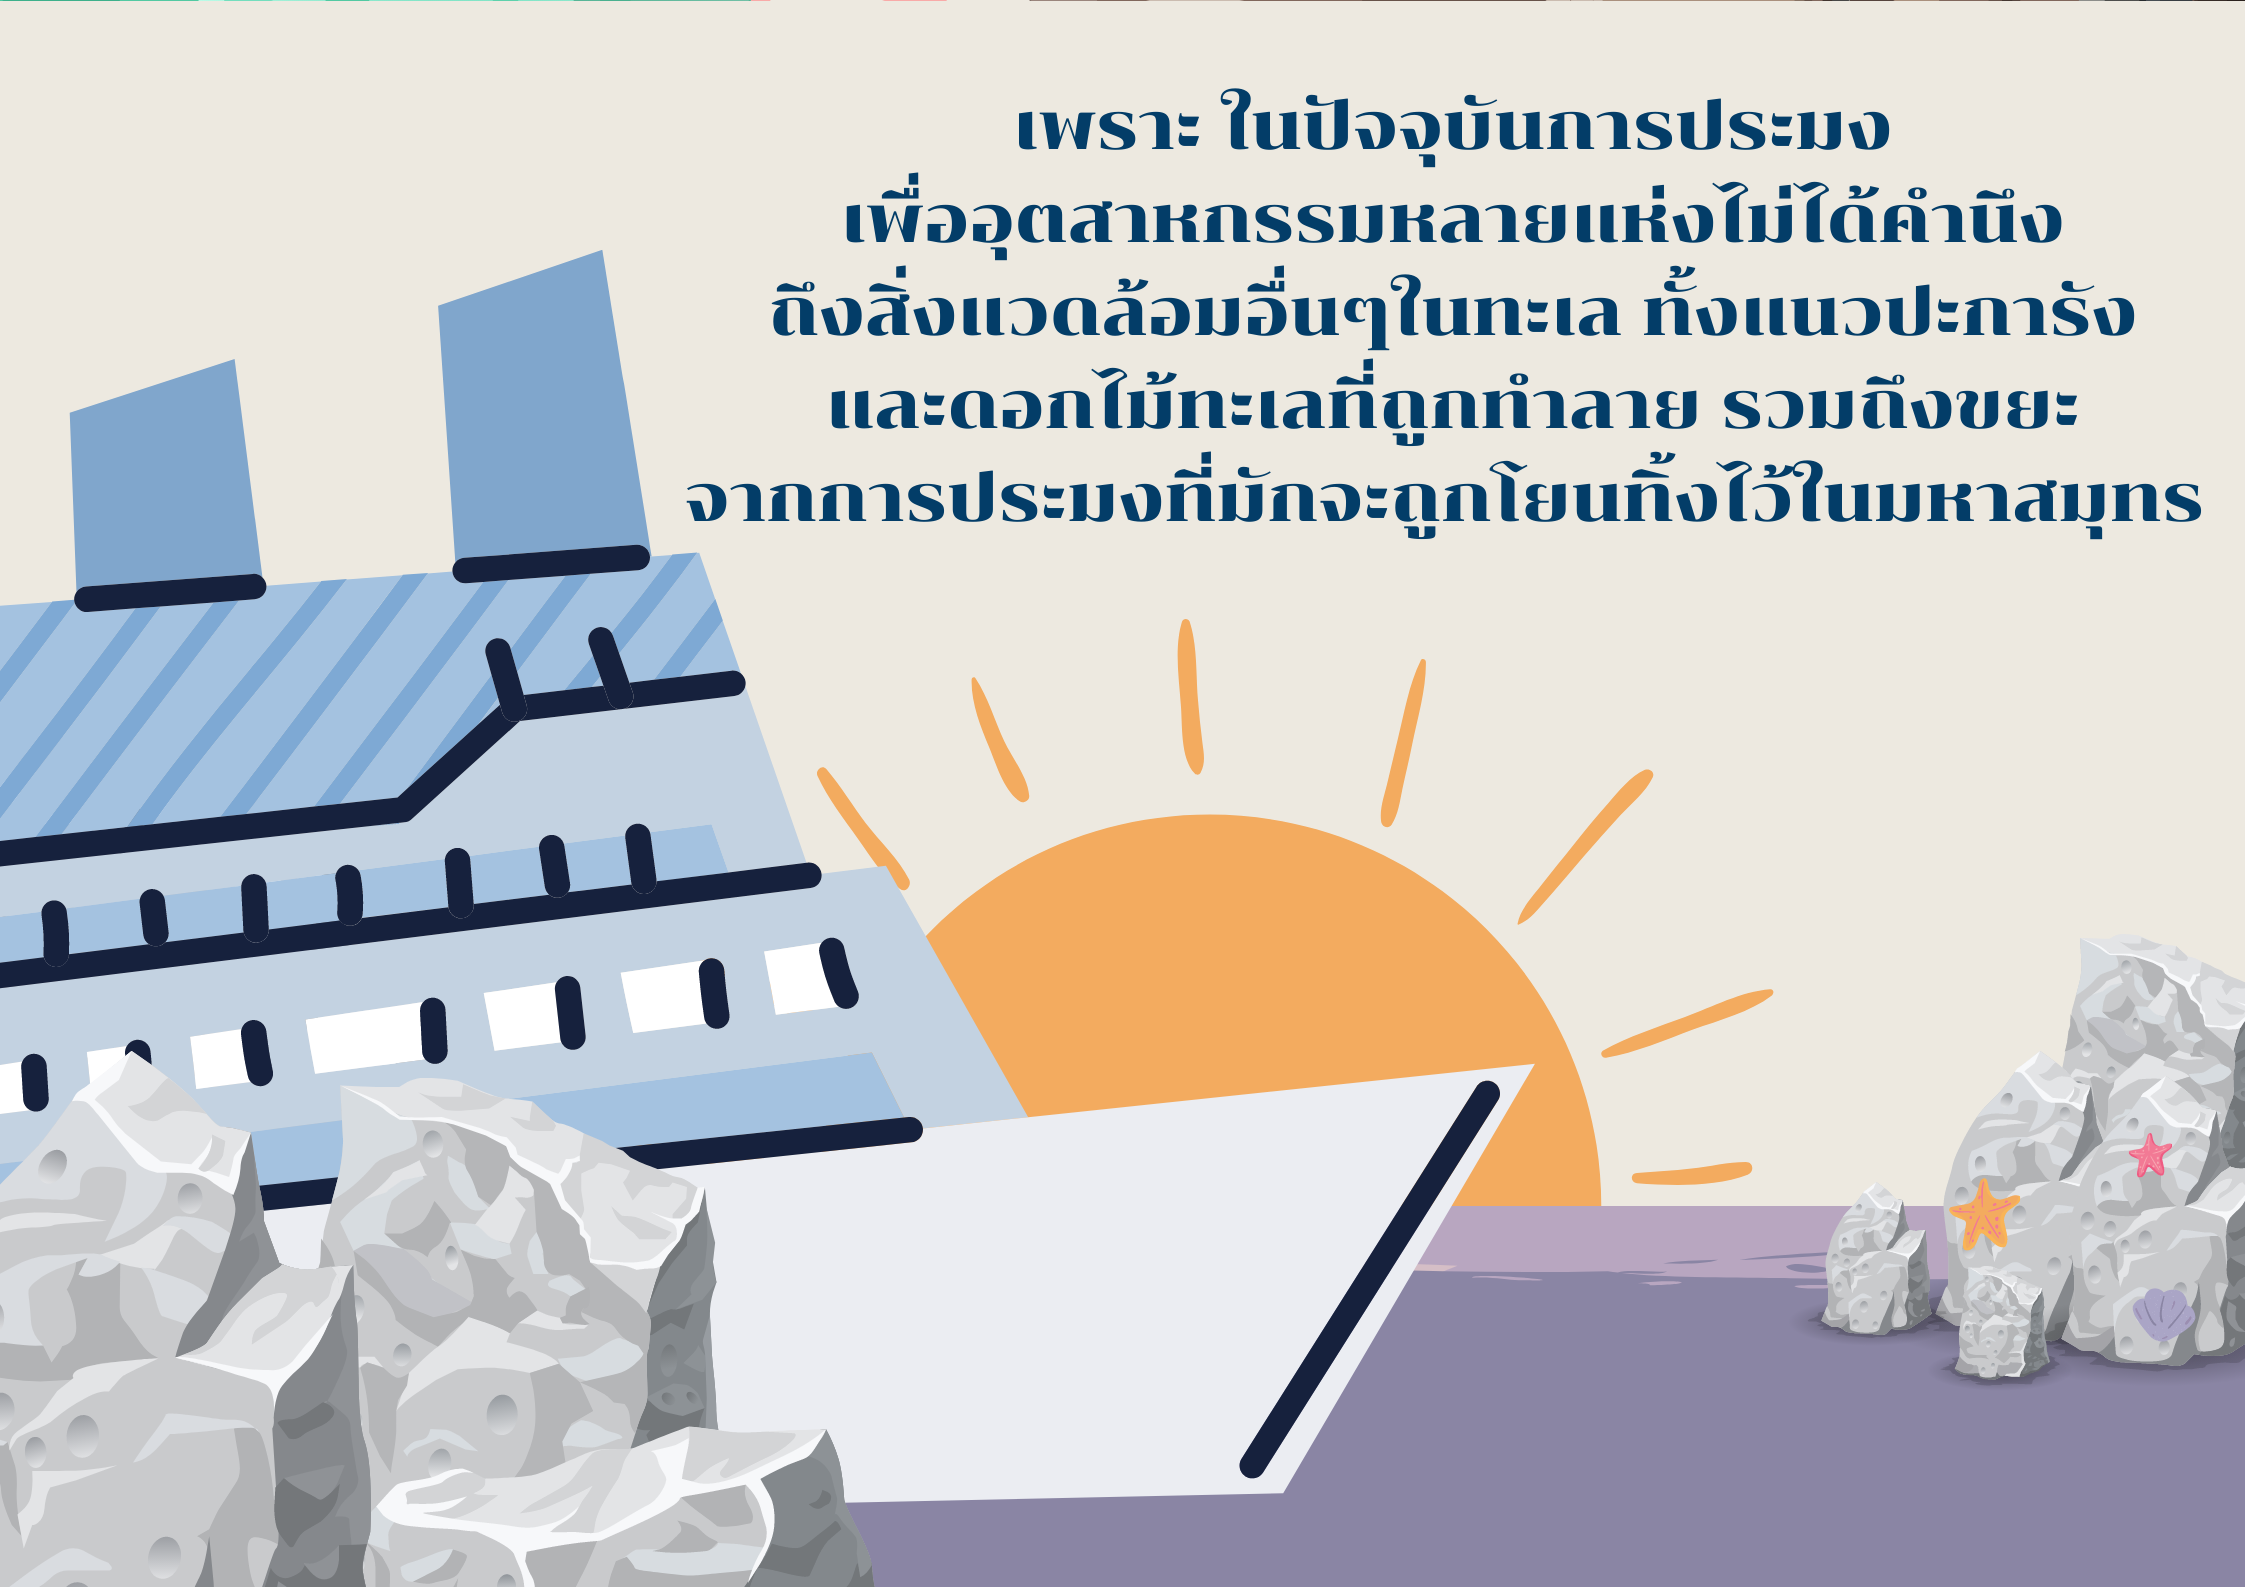 เพราะ ในปัจจุบันการประมง
เพื่ออุตสาหกรรมหลายแห่งไม่ได้คำนึง
ถึงสิ่งแวดล้อมอื่นๆในทะเล ทั้งแนวปะการัง
และดอกไม้ทะเลที่ถูกทำลาย รวมถึงขยะ
จากการประมงที่มักจะถูกโยนทิ้งไว้ในมหาสมุทร